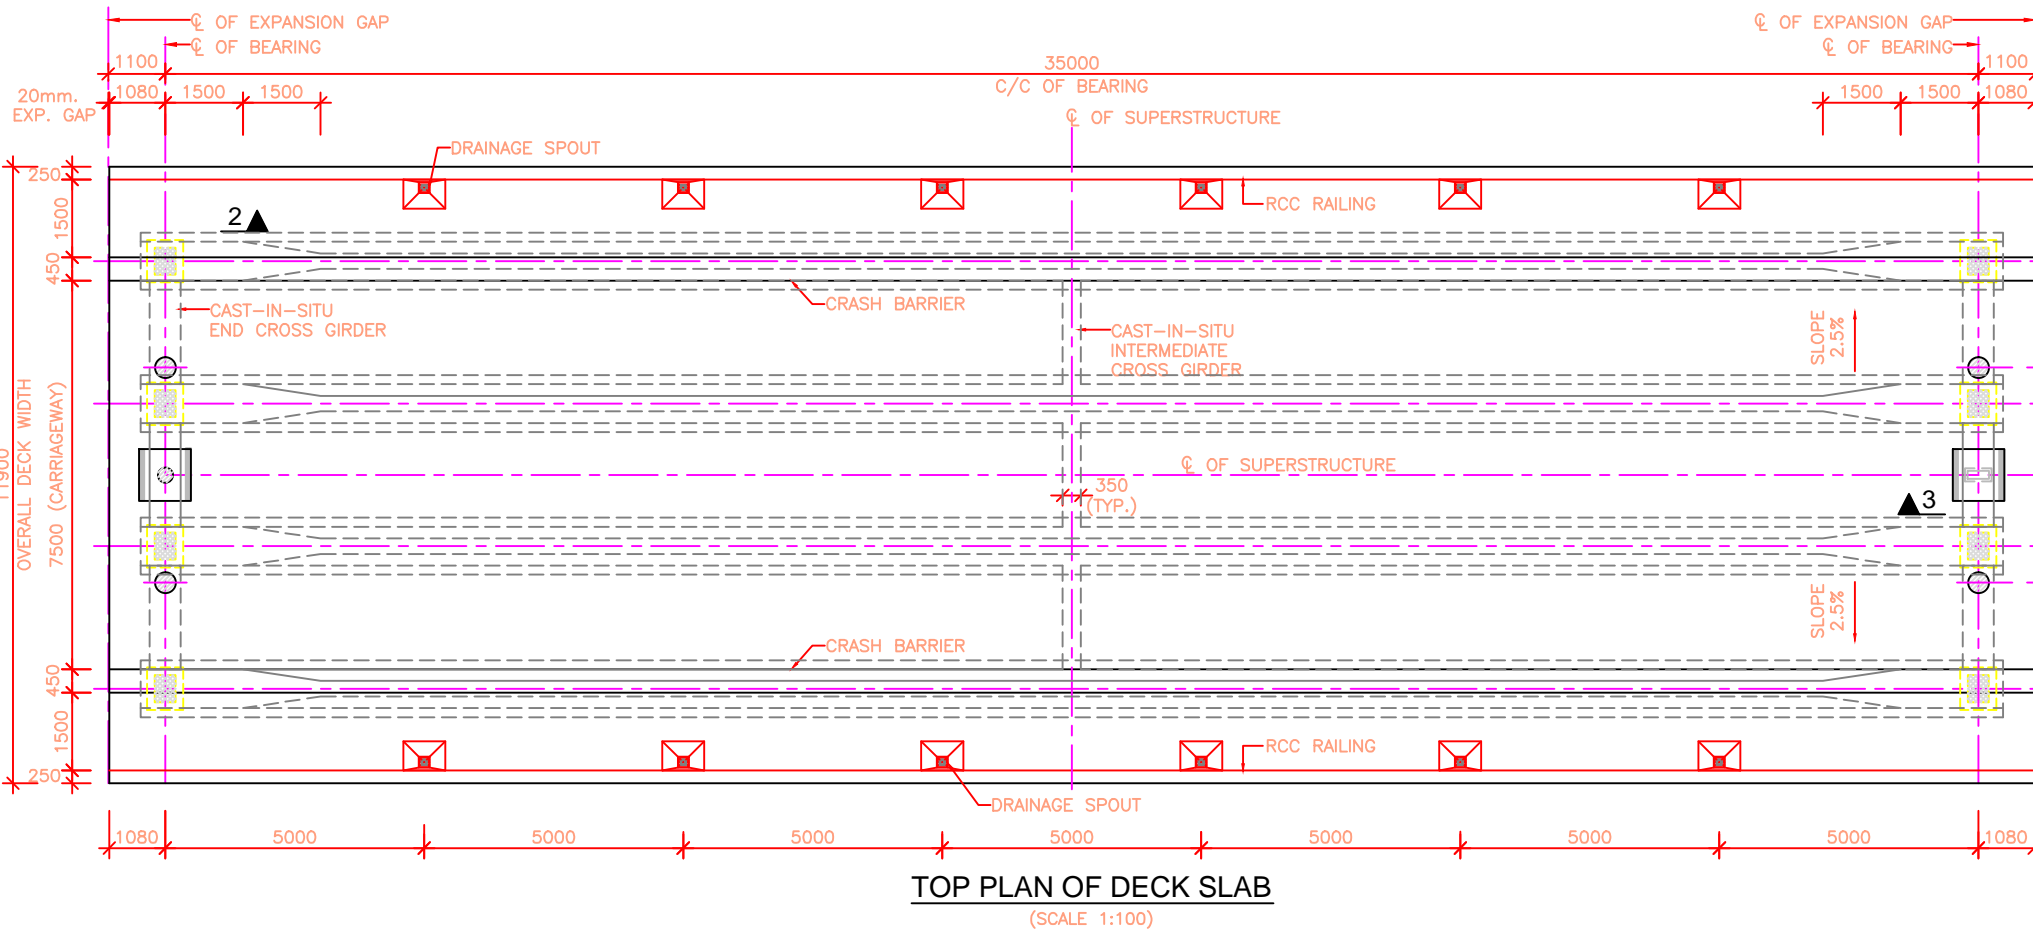 ℄ OF EXPANSION GAP
℄ OF EXPANSION GAP
℄ OF BEARING
℄ OF BEARING
1100
35000
1100
C/C OF BEARING
20mm.
EXP. GAP
1080
1500
1500
1500
1500
1080
℄ OF SUPERSTRUCTURE
DRAINAGE SPOUT
250
1500
450
RCC RAILING
2
CRASH BARRIER
CAST-IN-SITU
END CROSS GIRDER
CAST-IN-SITU
INTERMEDIATE
CROSS GIRDER
SLOPE
2.5%
11900
OVERALL DECK WIDTH
7500 (CARRIAGEWAY)
℄ OF SUPERSTRUCTURE
350
(TYP.)
3
SLOPE
2.5%
CRASH BARRIER
450
1500
250
RCC RAILING
DRAINAGE SPOUT
1080
5000
5000
5000
5000
5000
5000
5000
1080
TOP PLAN OF DECK SLAB
(SCALE 1:100)